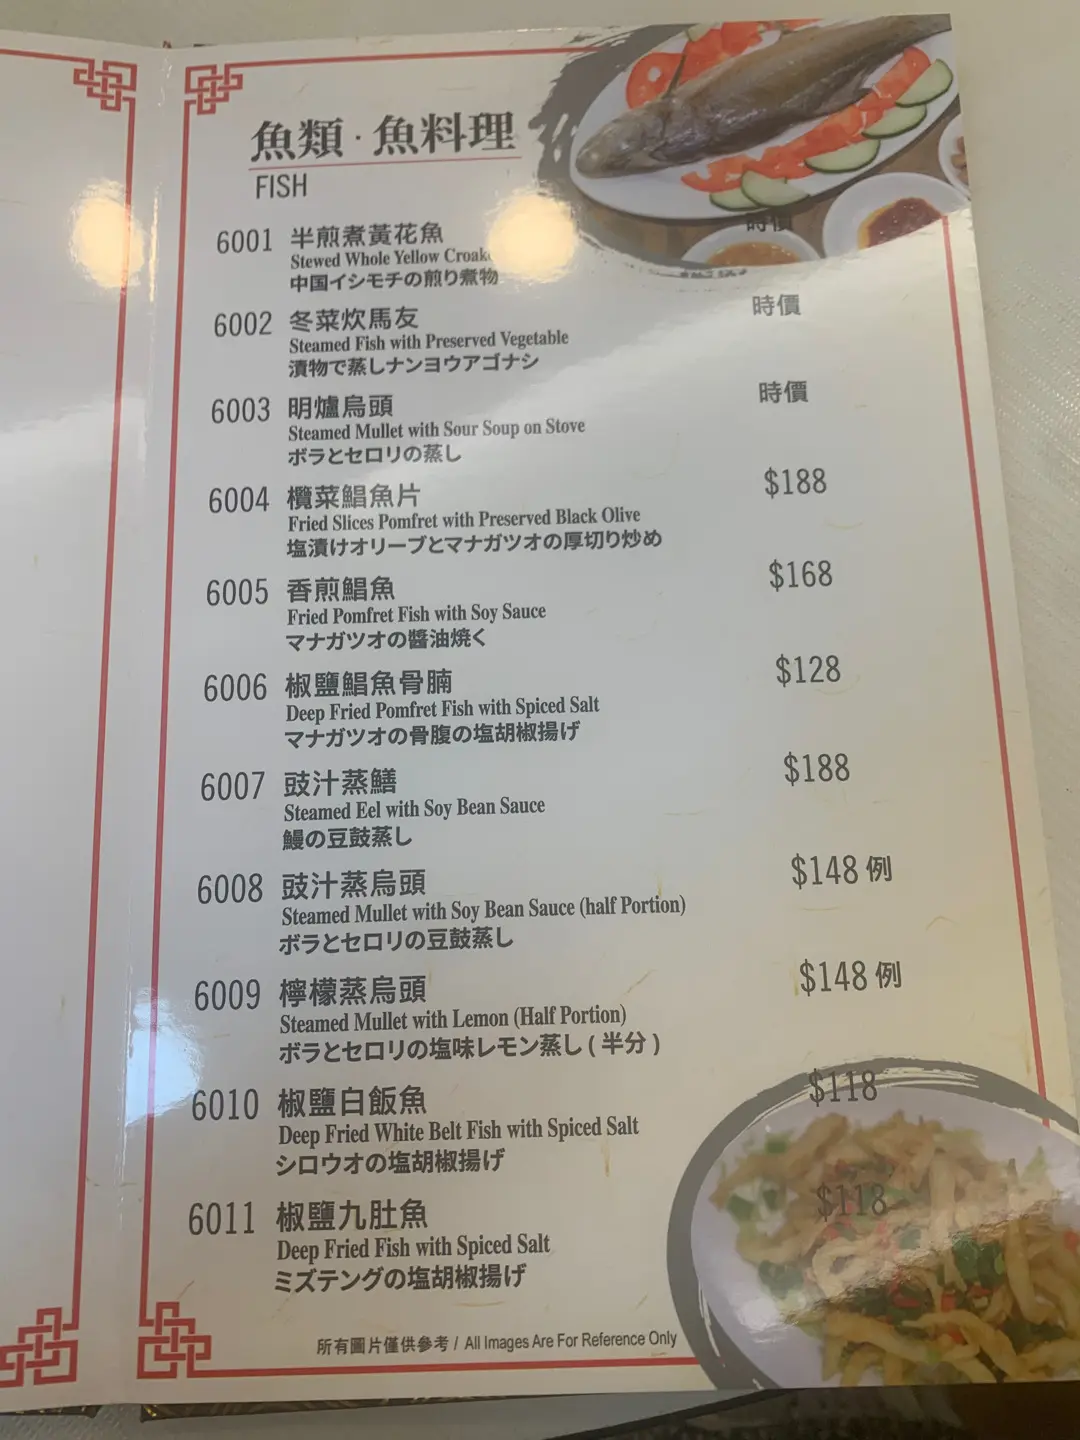 魚類·魚料理
FISH
6001 半煎煮黃花魚 時價
Stewed Whole Yellow
中国イシモチの煎り煮物
6002 冬菜炊馬友 時價
Steamed Fish with Preserved Vegetable
漬物で蒸しナンヨウアゴナシ
6003 明爐烏頭 時價
Steamed Mullet with Sour Soup on Stove
ボラとセロリの蒸し
6004 欖菜鯧魚片 $188
Fried Slices Pomfret with Preserved Black Olive
塩漬けオリーブとマナガツオの厚切り炒め
6005 香煎鯧魚 $168
Fried Pomfret Fish with Soy Sauce
マナガツオの醬油焼く
6006 椒鹽鯧魚骨腩 $128
Deep Fried Pomfret Fish with Spiced Salt
マナガツオの骨腹の塩胡椒揚げ
6007 豉汁蒸鱔 $188
Steamed Eel with Soy Bean Sauce
鰻の豆鼓蒸し
6008 豉汁蒸烏頭 $148 例
Steamed Mullet with Soy Bean Sauce (half Portion)
ボラとセロリの豆鼓蒸し
6009 檸檬蒸烏頭 $148 例
Steamed Mullet with Lemon (Half Portion)
ボラとセロリの塩味レモン蒸し ( 半分 )
6010 椒鹽白飯魚 $118
Deep Fried White Belt Fish with Spiced Salt
シロウオの塩胡椒揚げ
6011 椒鹽九肚魚 $118
Deep Fried Fish with Spiced Salt
ミズテングの塩胡椒揚げ
所有圖片僅供參考 / All Images Are For Reference Only